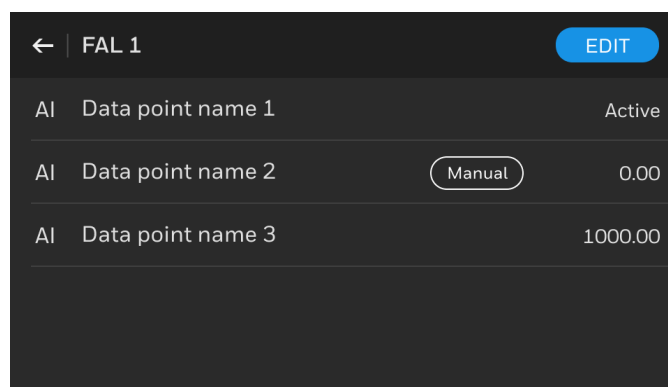 ← FAL 1 EDIT
AI Data point name 1 Active
AI Data point name 2 Manual 0.00
AI Data point name 3 1000.00